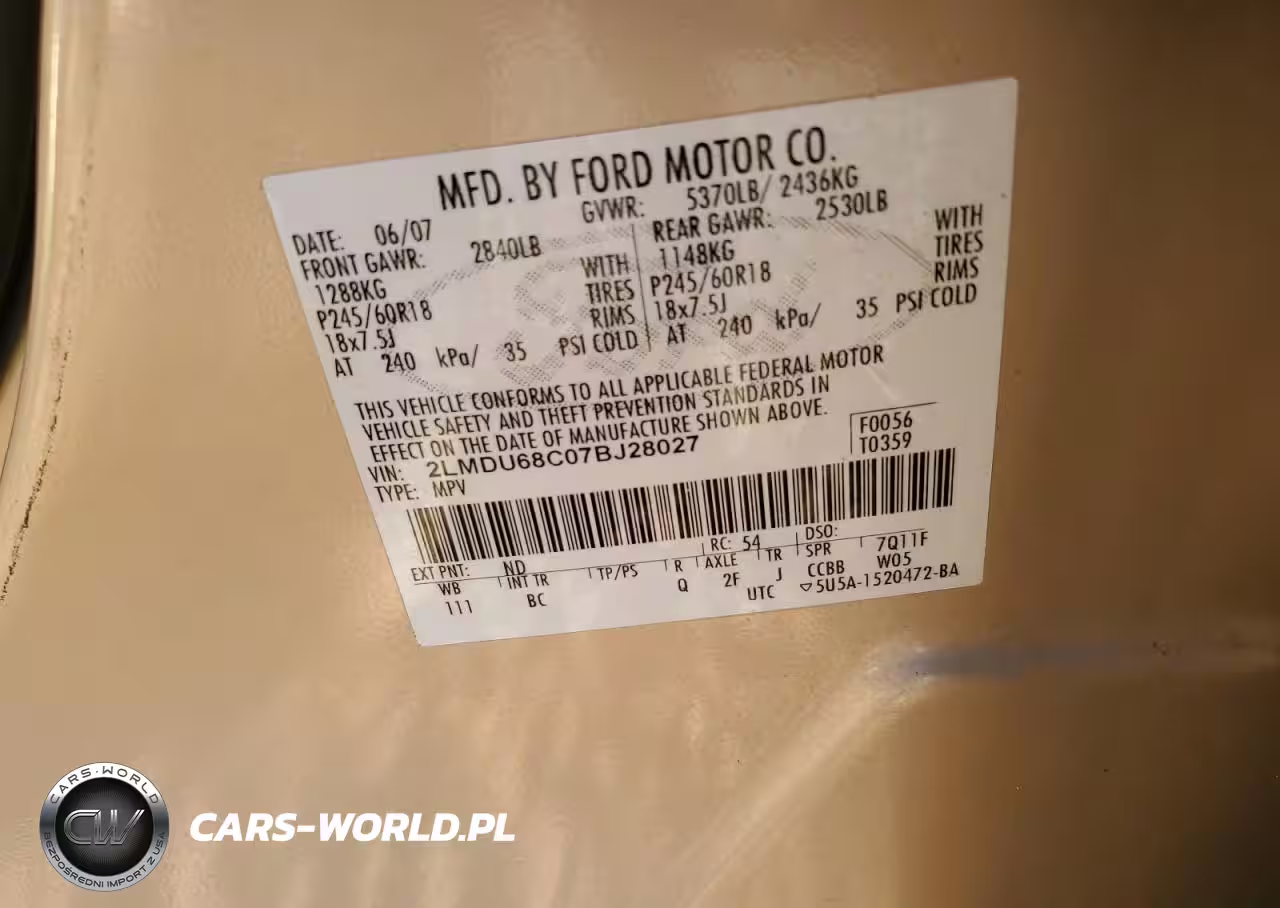 MFD. BY FORD MOTOR CO.
DATE: 06/07 GVWR: 5370LB/ 2436KG
FRONT GAWR: 2840LB REAR GAWR: 2530LB
1288KG WITH 1148KG WITH
P245/60R18 TIRES P245/60R18 TIRES
18x7.5J RIMS 18x7.5J RIMS
AT 240 kPa/ 35 PSI COLD AT 240 kPa/ 35 PSI COLD
THIS VEHICLE CONFORMS TO ALL APPLICABLE FEDERAL MOTOR
VEHICLE SAFETY AND THEFT PREVENTION STANDARDS IN
EFFECT ON THE DATE OF MANUFACTURE SHOWN ABOVE.
VIN: 2LMDU68C07BJ28027 F0056
TYPE: MPV T0359
EXT PNT: ND RC: 54 DSO:
WB INT TR TP/PS R AXLE TR SPR 7Q11F
111 BC Q 2F J CCBB W05
UTC ▽5U5A-1520472-BA
CARS-WORLD
CW
BEZPOŚREDNI IMPORT Z USA
CARS-WORLD.PL